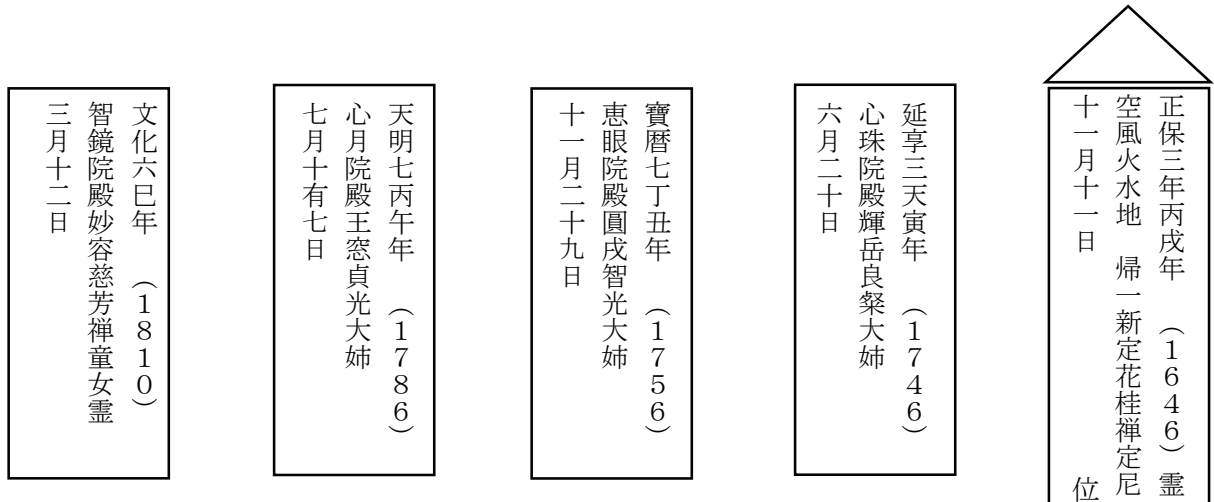 正保三年丙戌年　（１６４６）霊
空風火水地　帰一新定花桂禅定尼
位
十一月十一日
延享三天寅年　（１７４６）
心珠院殿輝岳良粲大姉
六月二十日
寶暦七丁丑年　（１７５６）
恵眼院殿圓戌智光大姉
十一月二十九日
天明七丙午年　（１７８６）
心月院殿王窓貞光大姉
七月十有七日
文化六巳年　（１８１０）
智鏡院殿妙容慈芳禅童女霊
三月十二日